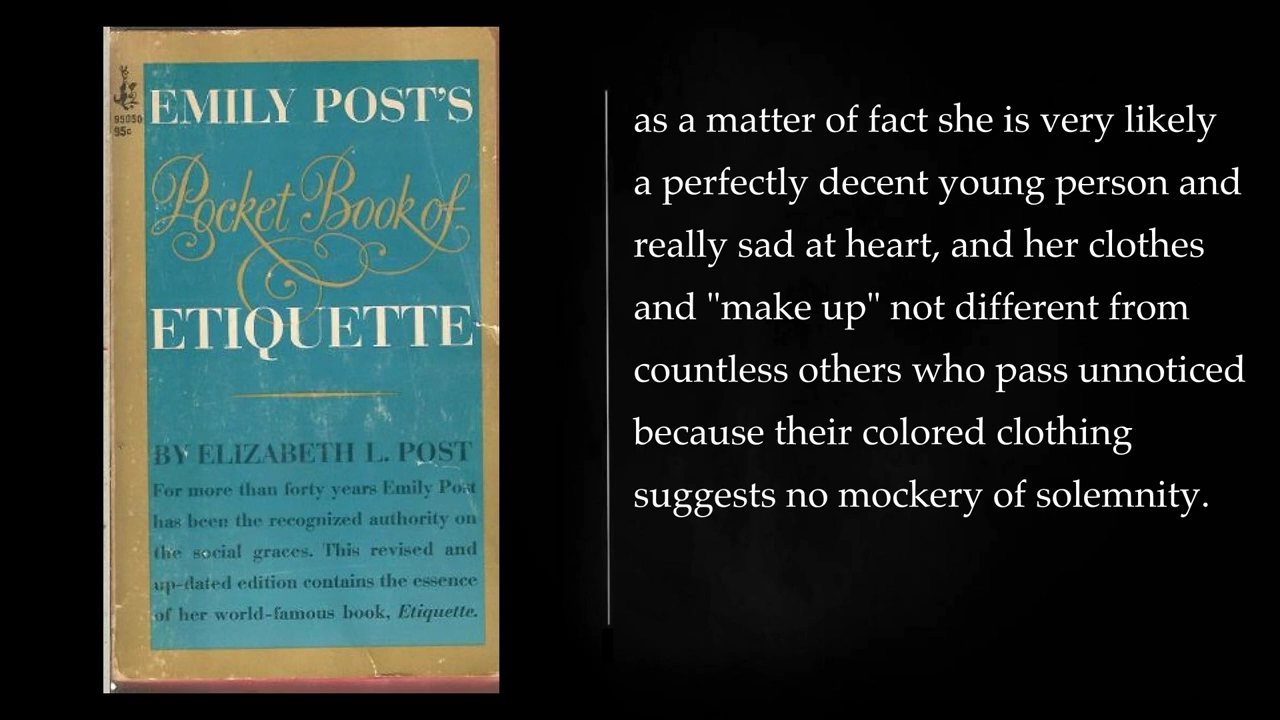 EMILY POST'S
Pocket Book of
ETIQUETTE
95050
95c
BY ELIZABETH L. POST
For more than forty years Emily Post
has been the recognized authority on
the social graces. This revised and
up-dated edition contains the essence
of her world-famous book, Etiquette.
as a matter of fact she is very likely
a perfectly decent young person and
really sad at heart, and her clothes
and "make up" not different from
countless others who pass unnoticed
because their colored clothing
suggests no mockery of solemnity.